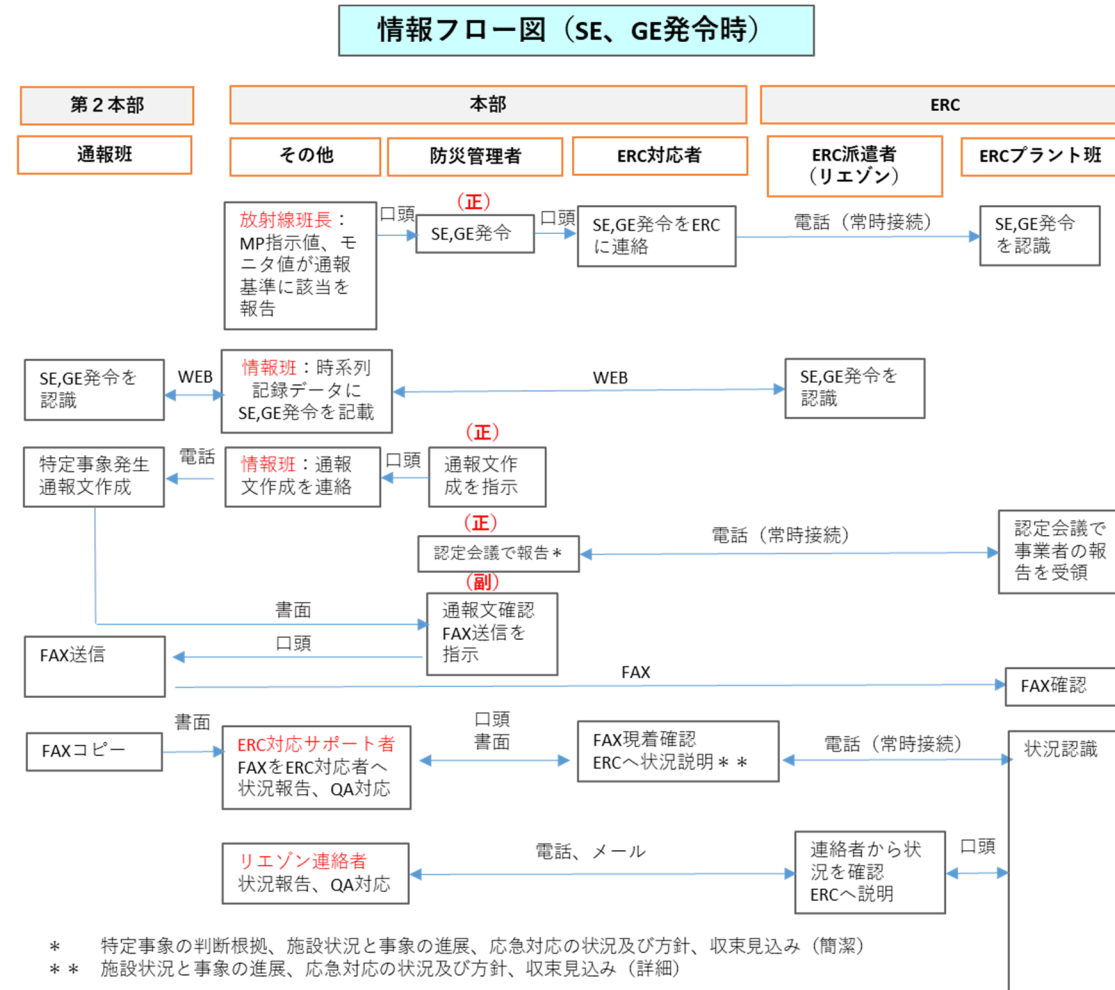 情報フロー図（SE、GE発令時）
第２本部
本部
ERC
通報班
その他
防災管理者
ERC対応者
ERC派遣者
（リエゾン）
ERCプラント班
放射線班長：
MP指示値、モ
ニタ値が通報
基準に該当を
報告
口頭
（正）
SE,GE発令
口頭
SE,GE発令をERC
に連絡
電話（常時接続）
SE,GE発令
を認識
SE,GE発令を
認識
WEB
情報班：時系列
記録データに
SE,GE発令を記載
WEB
SE,GE発令を
認識
特定事象発生
通報文作成
電話
情報班：通報
文作成を連絡
口頭
（正）
通報文作
成を指示
（正）
認定会議で報告＊
電話（常時接続）
認定会議で
事業者の報
告を受領
（副）
書面
通報文確認
FAX送信を
指示
口頭
FAX送信
FAX
FAX確認
FAXコピー
書面
ERC対応サポート者
FAXをERC対応者へ
状況報告、QA対応
口頭
書面
FAX現着確認
ERCへ状況説明＊＊
電話（常時接続）
状況認識
リエゾン連絡者
状況報告、QA対応
電話、メール
連絡者から状
況を確認
ERCへ説明
口頭
＊　特定事象の判断根拠、施設状況と事象の進展、応急対応の状況及び方針、収束見込み（簡潔）
＊＊　施設状況と事象の進展、応急対応の状況及び方針、収束見込み（詳細）